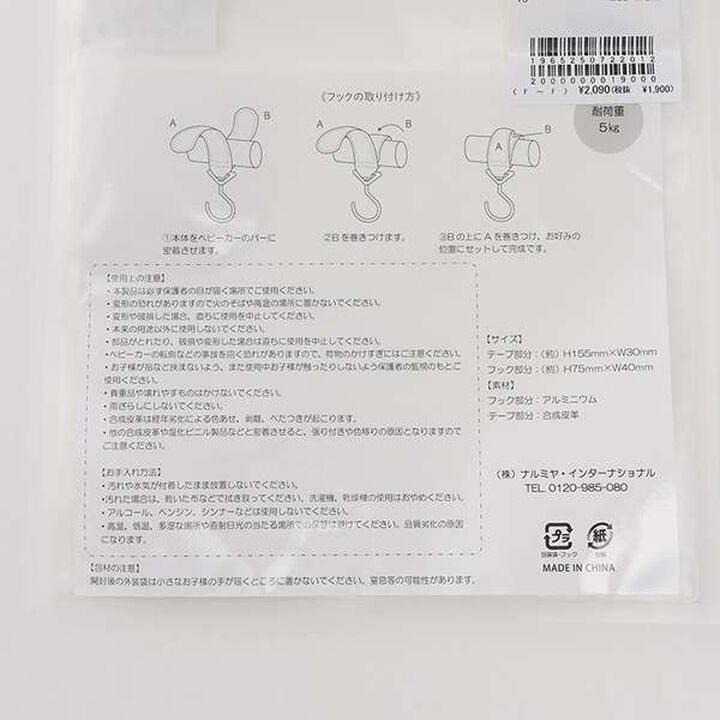 1965250722012
2000000019000
(F ～ F) ¥2,090(税抜 ¥1,900)
耐荷重
5kg
《フックの取り付け方》
A
B
A
B
A
B
①本体をベビーカーのバーに
密着させます。
②Bを巻きつけます。
③Bの上にAを巻きつけ、お好みの
位置にセットして完成です。
【使用上の注意】
・本製品は必ず保護者の目が届く場所でご使用ください。
・変形の恐れがありますので火のそばや高温の場所に置かないでください。
・変形や破損した場合、直ちに使用を中止してください。
・本来の用途以外に使用しないでください。
・部品がとれたり、破損や変形した場合は直ちに使用を中止してください。
・ベビーカーの転倒などの事故を招く恐れがありますので、荷物のかけすぎにはご注意ください。
・お子様が指など挟まないよう、また使用中お子様が触ったりしないよう保護者の監視のもとご
使用ください。
・貴重品や壊れやすものはかけないでください。
・雨ざらしにしないでください。
・合成皮革は経年劣化による色あせ、剥離、べたつきが起こります。
・他の合成皮革や塩化ビニル製品などと密着させると、張り付きや色移りの原因となりますので
ご注意ください。
【お手入れ方法】
・汚れや水気が付着したまま放置しないでください。
・汚れた場合は、乾いた布などで拭き取ってください。洗濯機、乾燥機の使用はおやめください。
・アルコール、ベンジン、シンナーなどは使用しないでください。
・高温、低温、多湿な場所や直射日光の当たる場所での保管は避けてください。品質劣化の原因
になります。
【包材の注意】
開封後の外装袋は小さなお子様の手が届くところに置かないでください。窒息等の可能性があります。
【サイズ】
テープ部分：（約）H155mm×W30mm
フック部分：（約）H75mm×W40mm
【素材】
フック部分：アルミニウム
テープ部分：合成皮革
（株）ナルミヤ・インターナショナル
TEL. 0120-985-080
プラ
紙
外装袋・フック
台紙
MADE IN CHINA